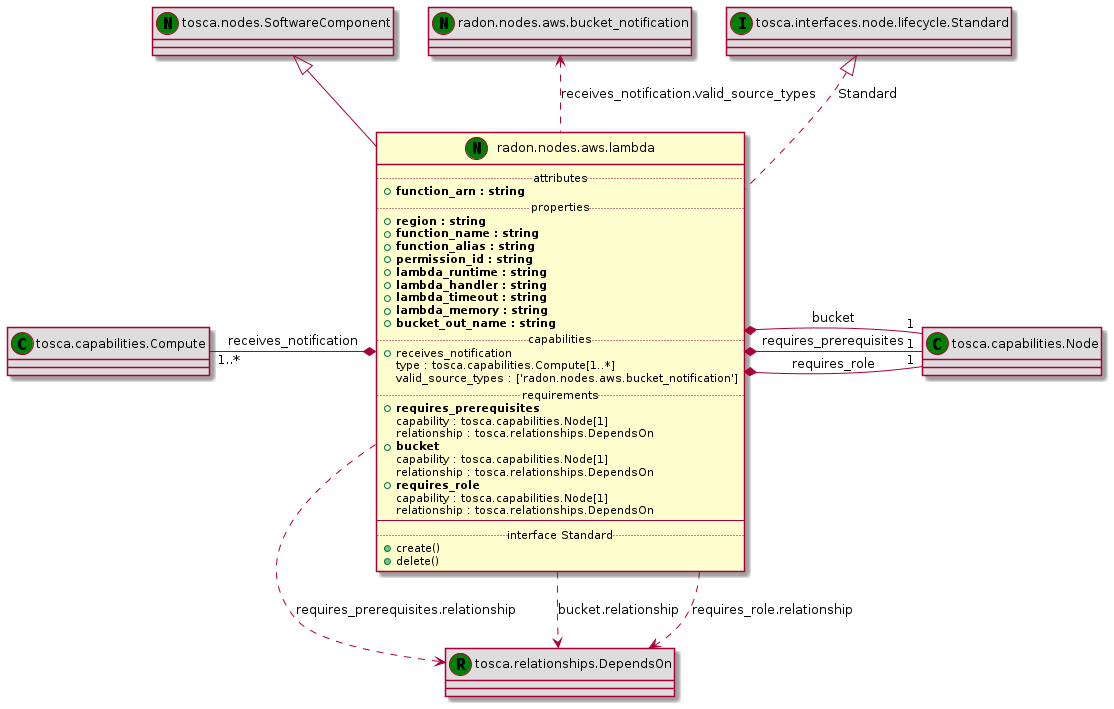 N tosca.nodes.SoftwareComponent
N radon.nodes.aws.bucket_notification
I tosca.interfaces.node.lifecycle.Standard
receives_notification.valid_source_types
Standard
N radon.nodes.aws.lambda
attributes
function_arn : string
properties
region : string
function_name : string
function_alias : string
permission_id : string
lambda_runtime : string
lambda_handler : string
lambda_timeout : string
lambda_memory : string
bucket_out_name : string
capabilities
receives_notification
type : tosca.capabilities.Compute[1..*]
valid_source_types : ['radon.nodes.aws.bucket_notification']
requirements
requires_prerequisites
capability : tosca.capabilities.Node[1]
relationship : tosca.relationships.DependsOn
bucket
capability : tosca.capabilities.Node[1]
relationship : tosca.relationships.DependsOn
requires_role
capability : tosca.capabilities.Node[1]
relationship : tosca.relationships.DependsOn
interface Standard
create()
delete()
C tosca.capabilities.Compute
receives_notification
1..*
bucket
1
requires_prerequisites
1
requires_role
1
C tosca.capabilities.Node
requires_prerequisites.relationship
bucket.relationship
requires_role.relationship
R tosca.relationships.DependsOn